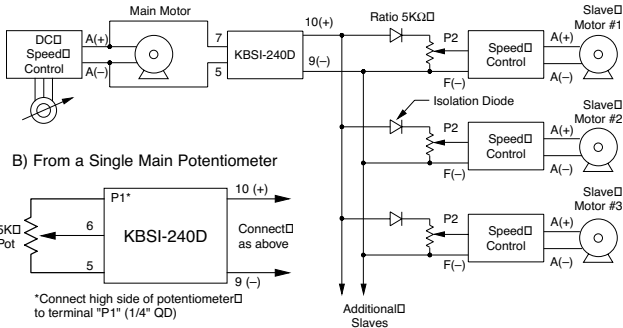 Main Motor
DC□
Speed□
Control
A(+)
A(–)
7
5
KBSI-240D
10(+)
9(–)
Ratio 5KΩ□
P2
F(–)
Speed□
Control
A(+)
A(–)
Slave□
Motor #1
Isolation Diode
P2
F(–)
Speed□
Control
A(+)
A(–)
Slave□
Motor #2
P2
F(–)
Speed□
Control
A(+)
A(–)
Slave□
Motor #3
Additional□
Slaves
B) From a Single Main Potentiometer
5K□
Pot
P1*
6
5
KBSI-240D
10 (+)
9 (–)
Connect□
as above
*Connect high side of potentiometer□
to terminal "P1" (1/4" QD)